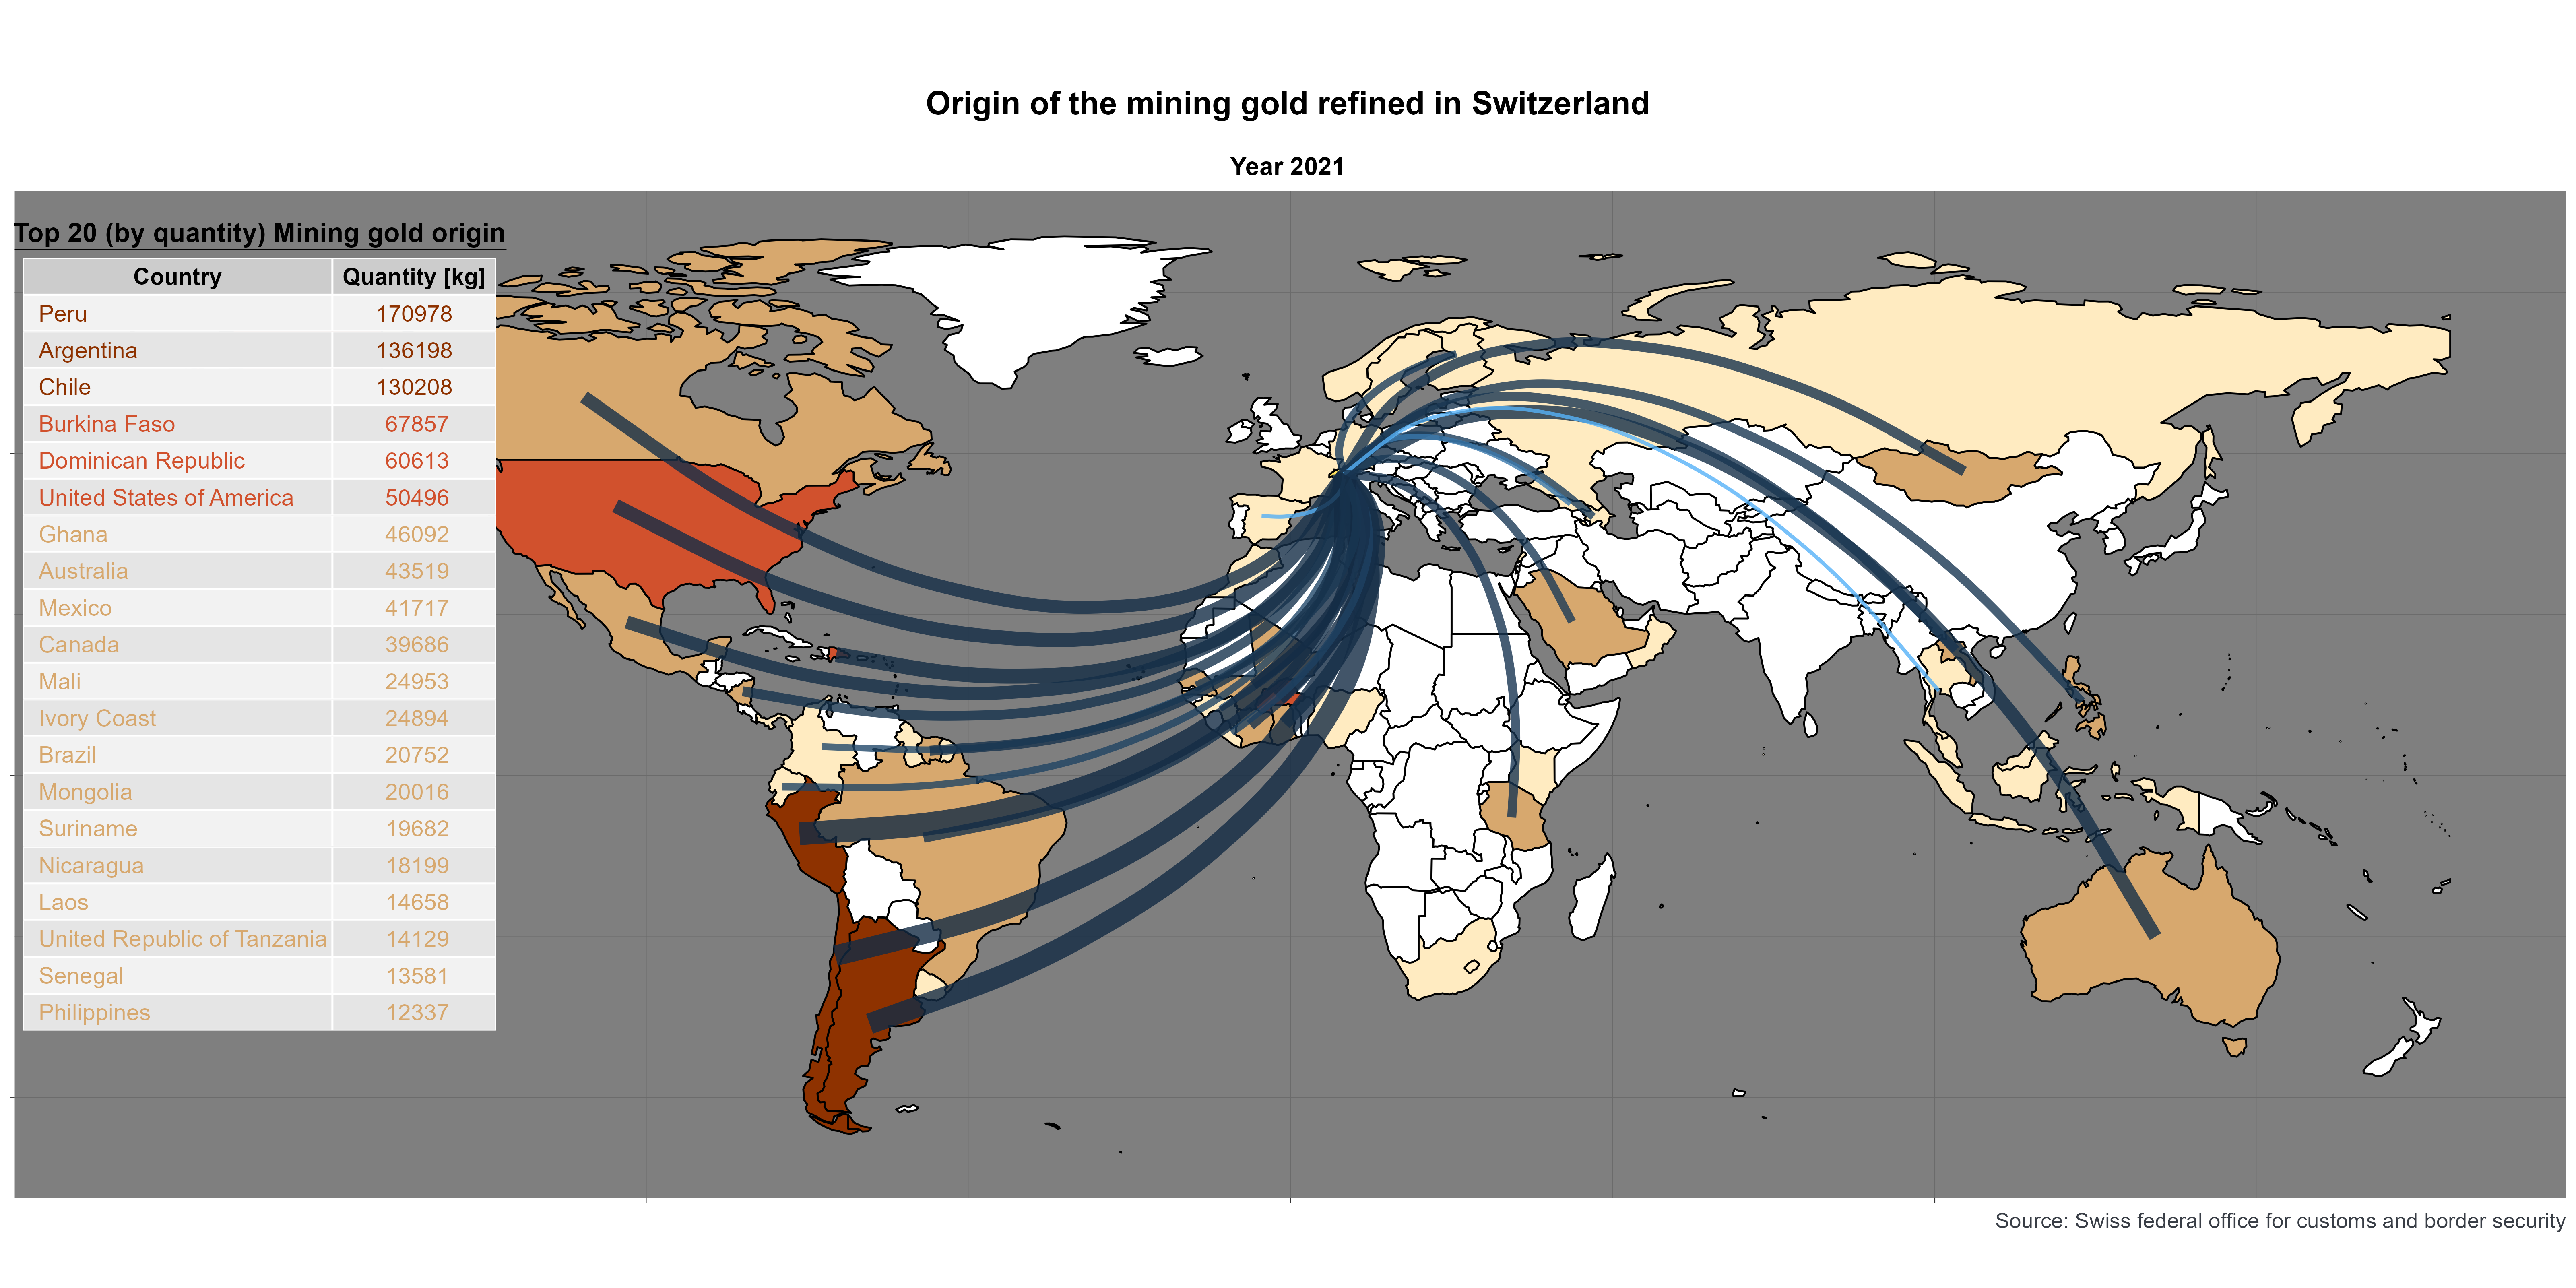 Origin of the mining gold refined in Switzerland
Year 2021
Top 20 (by quantity) Mining gold origin
Country Quantity [kg]
Peru 170978
Argentina 136198
Chile 130208
Burkina Faso 67857
Dominican Republic 60613
United States of America 50496
Ghana 46092
Australia 43519
Mexico 41717
Canada 39686
Mali 24953
Ivory Coast 24894
Brazil 20752
Mongolia 20016
Suriname 19682
Nicaragua 18199
Laos 14658
United Republic of Tanzania 14129
Senegal 13581
Philippines 12337
Source: Swiss federal office for customs and border security